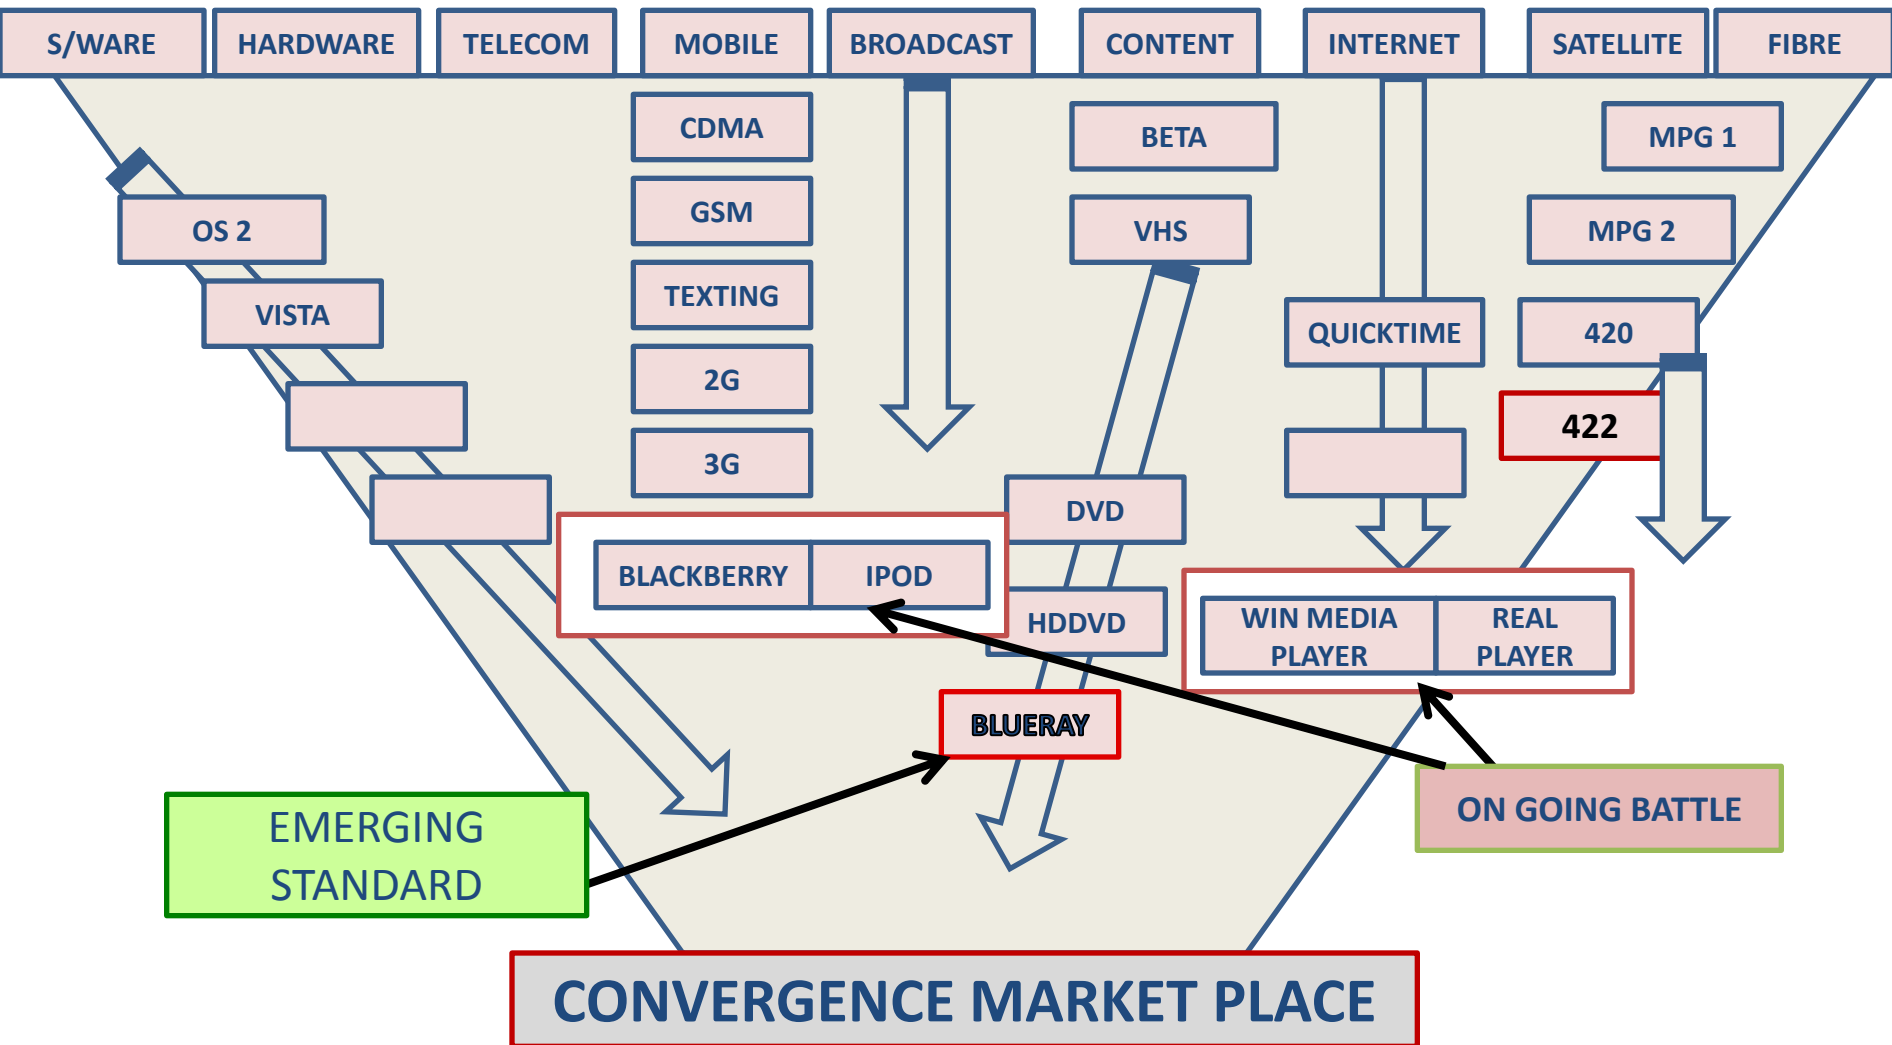 S/WARE
HARDWARE
TELECOM
MOBILE
BROADCAST
CONTENT
INTERNET
SATELLITE
FIBRE
CDMA
BETA
MPG 1
OS 2
GSM
VHS
MPG 2
VISTA
TEXTING
QUICKTIME
420
2G
422
3G
DVD
BLACKBERRY
IPOD
HDDVD
WIN MEDIA
PLAYER
REAL
PLAYER
BLUERAY
EMERGING
STANDARD
ON GOING BATTLE
CONVERGENCE MARKET PLACE